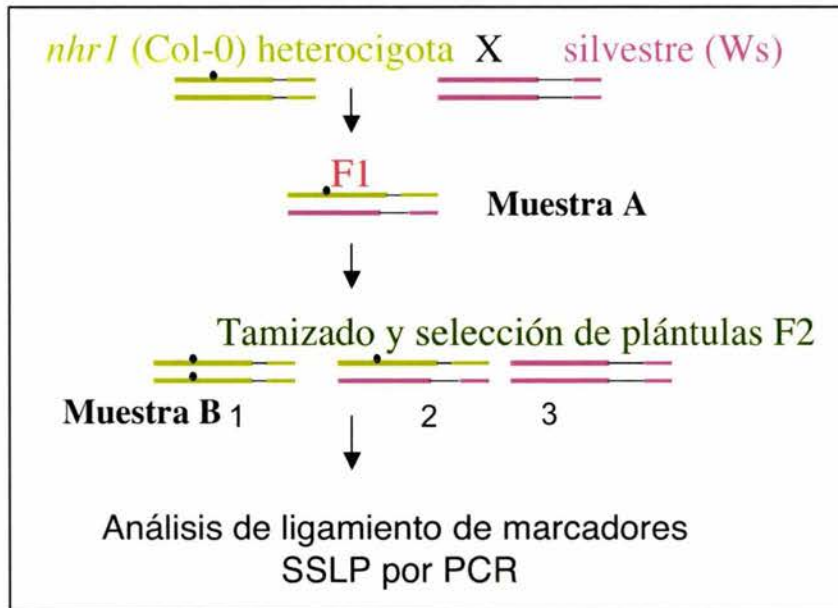 nhr1 (Col-0) heterocigota X silvestre (Ws)
F1
Muestra A
Tamizado y selección de plántulas F2
Muestra B 1 2 3
Análisis de ligamiento de marcadores
SSLP por PCR